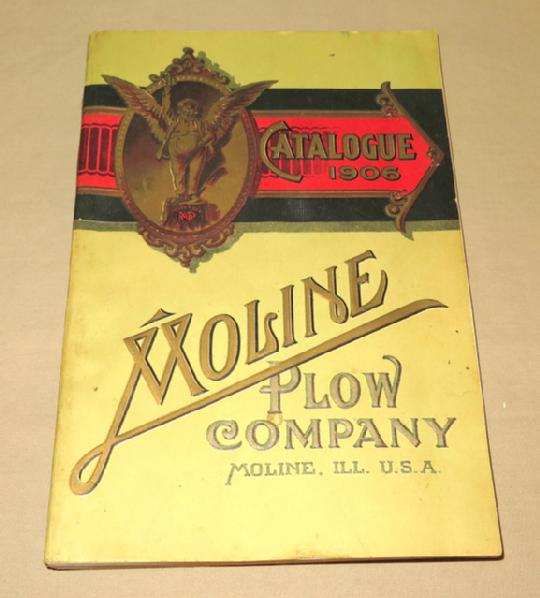 CATALOGUE
1906
MOLINE
PLOW
COMPANY
MOLINE, ILL. U.S.A.